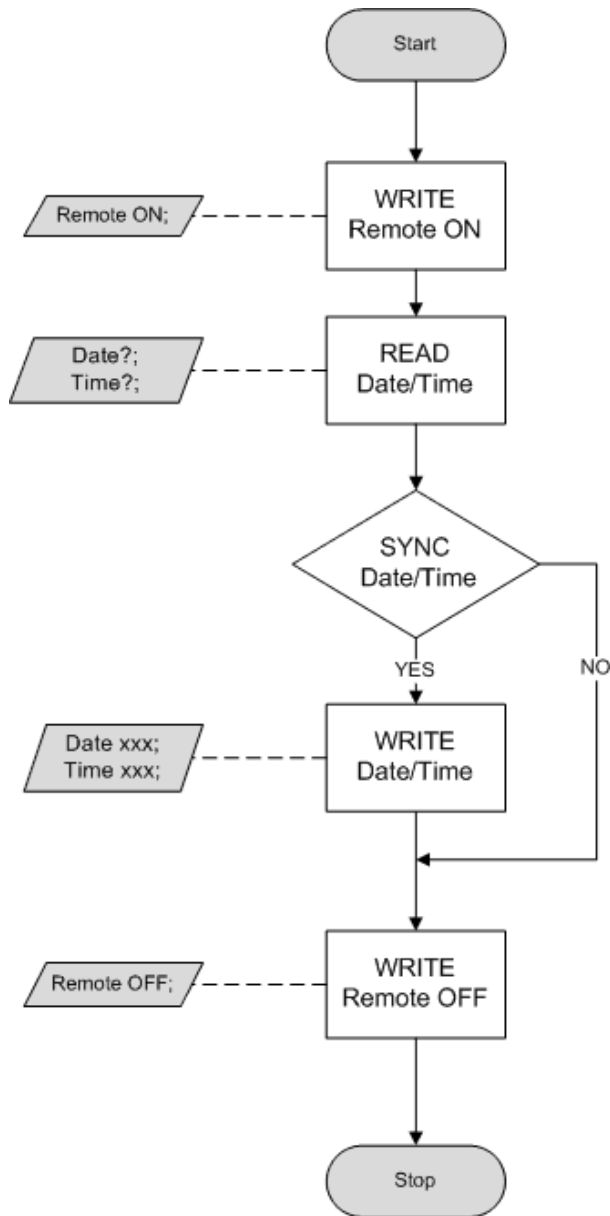 Start
Remote ON;
WRITE
Remote ON
Date?;
Time?;
READ
Date/Time
SYNC
Date/Time
YES
NO
Date xxx;
Time xxx;
WRITE
Date/Time
Remote OFF;
WRITE
Remote OFF
Stop